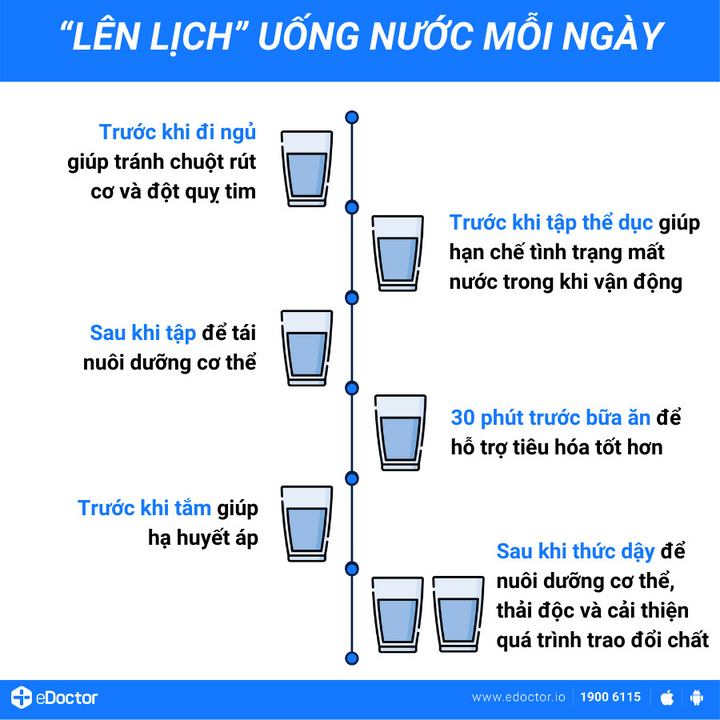 “LÊN LỊCH” UỐNG NƯỚC MỖI NGÀY
Trước khi đi ngủ
giúp tránh chuột rút
cơ và đột quỵ tim
Trước khi tập thể dục giúp
hạn chế tình trạng mất
nước trong khi vận động
Sau khi tập để tái
nuôi dưỡng cơ thể
30 phút trước bữa ăn để
hỗ trợ tiêu hóa tốt hơn
Trước khi tắm giúp
hạ huyết áp
Sau khi thức dậy để
nuôi dưỡng cơ thể,
thải độc và cải thiện
quá trình trao đổi chất
eDoctor
www.edoctor.io
1900 6115